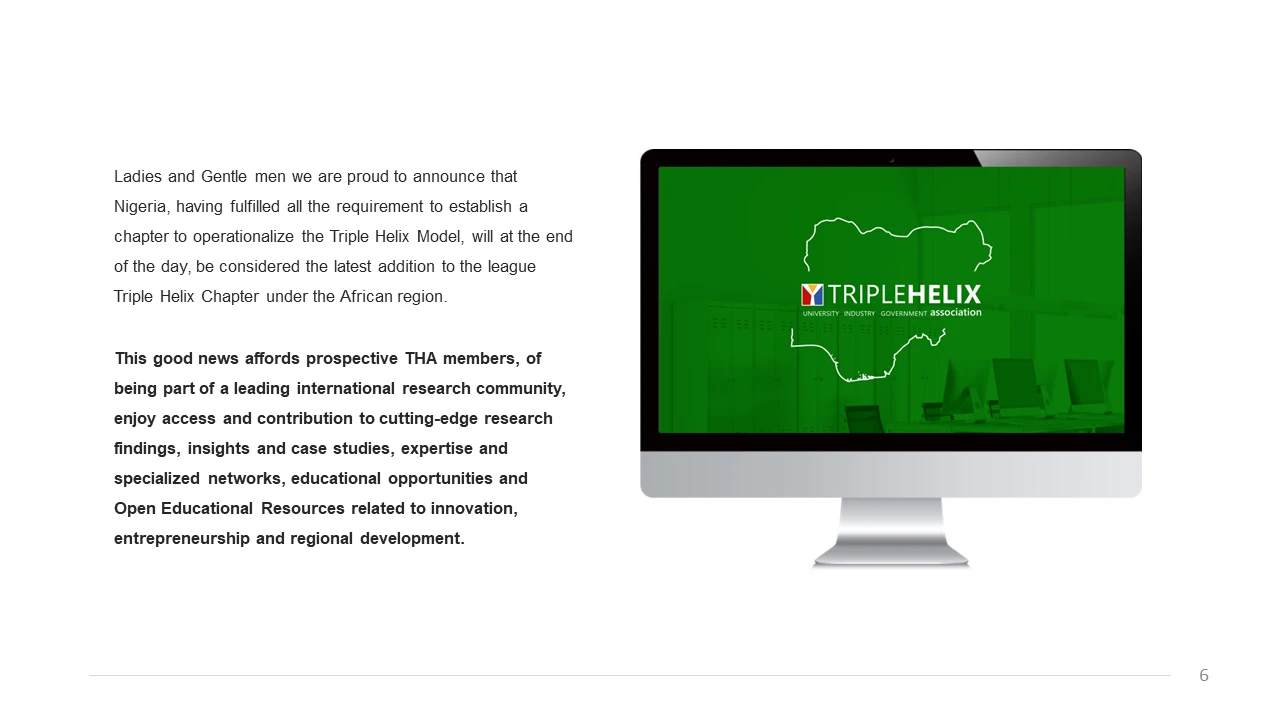 Ladies and Gentle men we are proud to announce that
Nigeria, having fulfilled all the requirement to establish a
chapter to operationalize the Triple Helix Model, will at the end
of the day, be considered the latest addition to the league
Triple Helix Chapter under the African region.
This good news affords prospective THA members, of
being part of a leading international research community,
enjoy access and contribution to cutting-edge research
findings, insights and case studies, expertise and
specialized networks, educational opportunities and
Open Educational Resources related to innovation,
entrepreneurship and regional development.
TRIPLEHELIX
UNIVERSITY INDUSTRY GOVERNMENT association
6